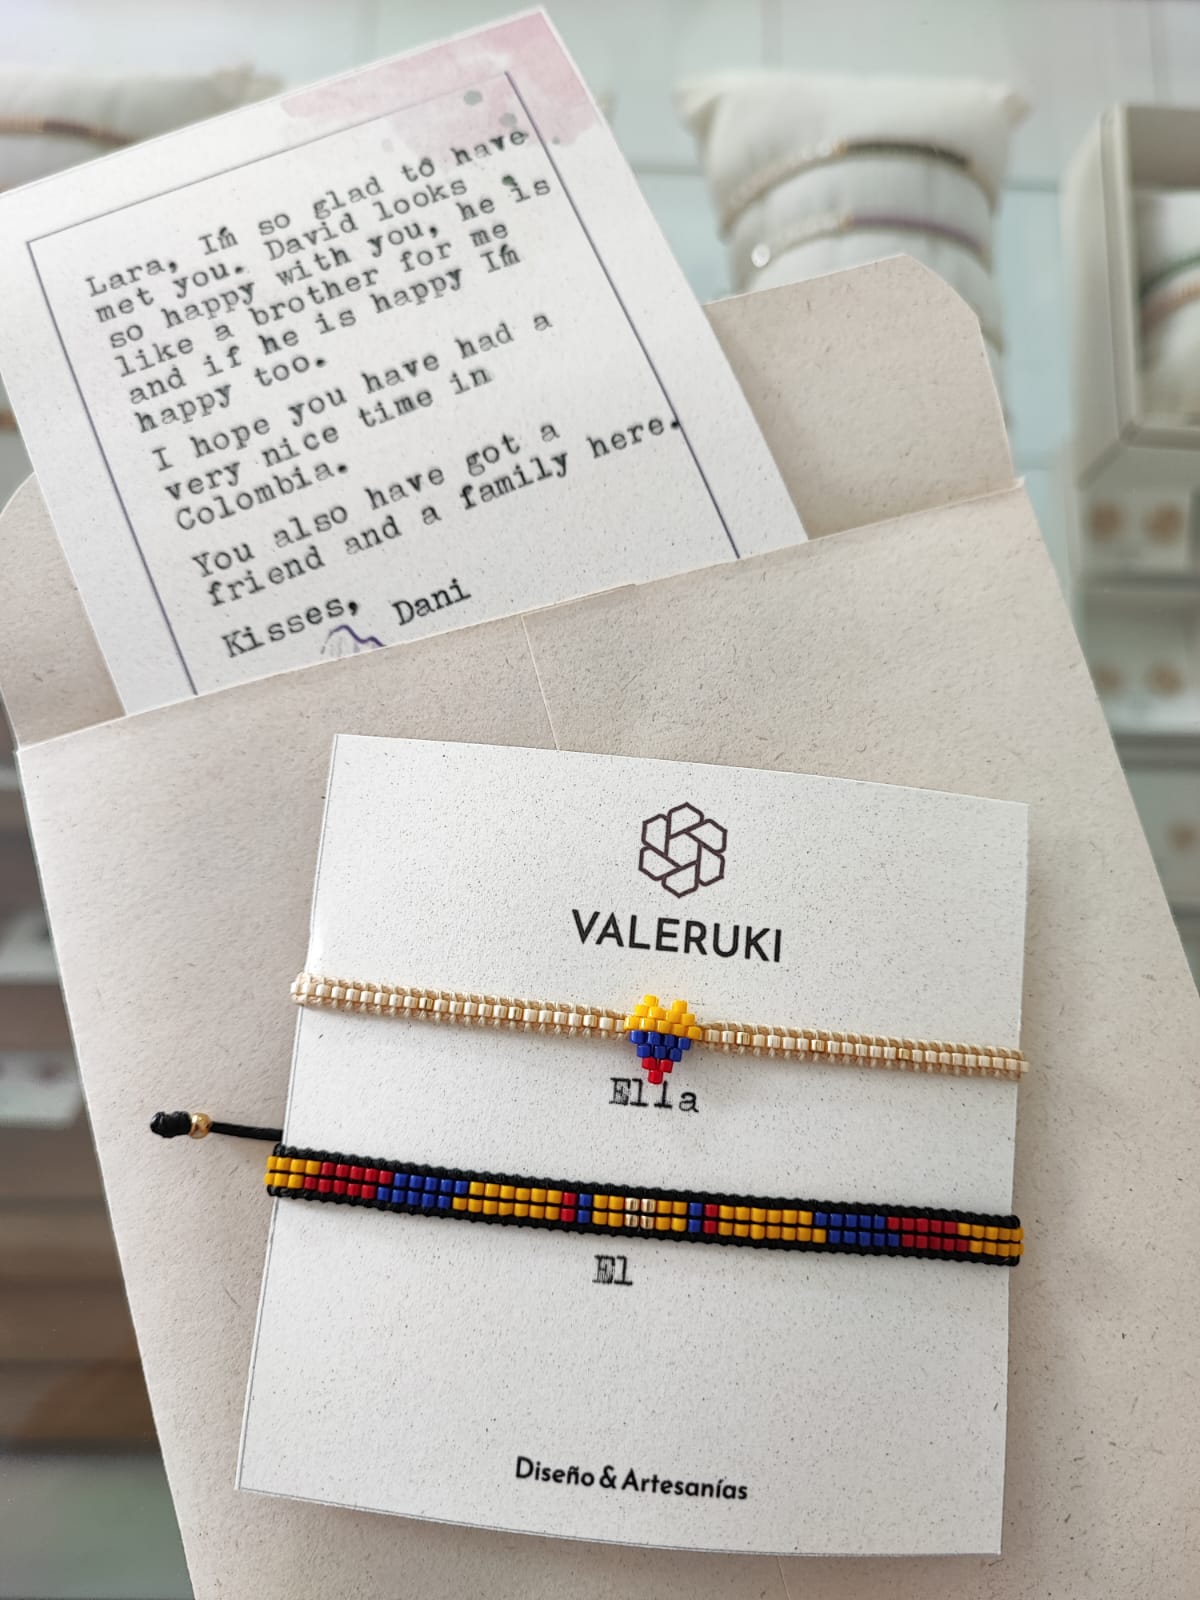 Lara, Im so glad to have
met you. David looks
so happy with you, he is
like a brother for me
and if he is happy Im
happy too.
I hope you have had a
very nice time in
Colombia.
You also have got a
friend and a family here.
Kisses, Dani
VALERUKI
Ella
El
Diseño & Artesanías